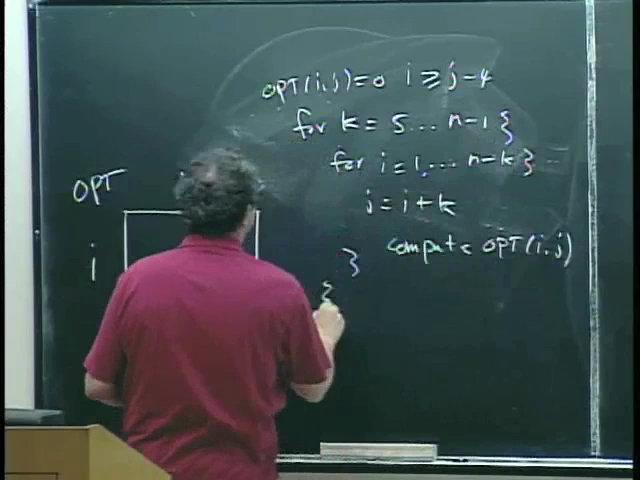 OPT(i,j)=0 i ≥ j-4
for k = 5 ... n-1 }
for i = 1, ... n-k }
j = i + k
compute OPT(i,j)
}
}
OPT
i